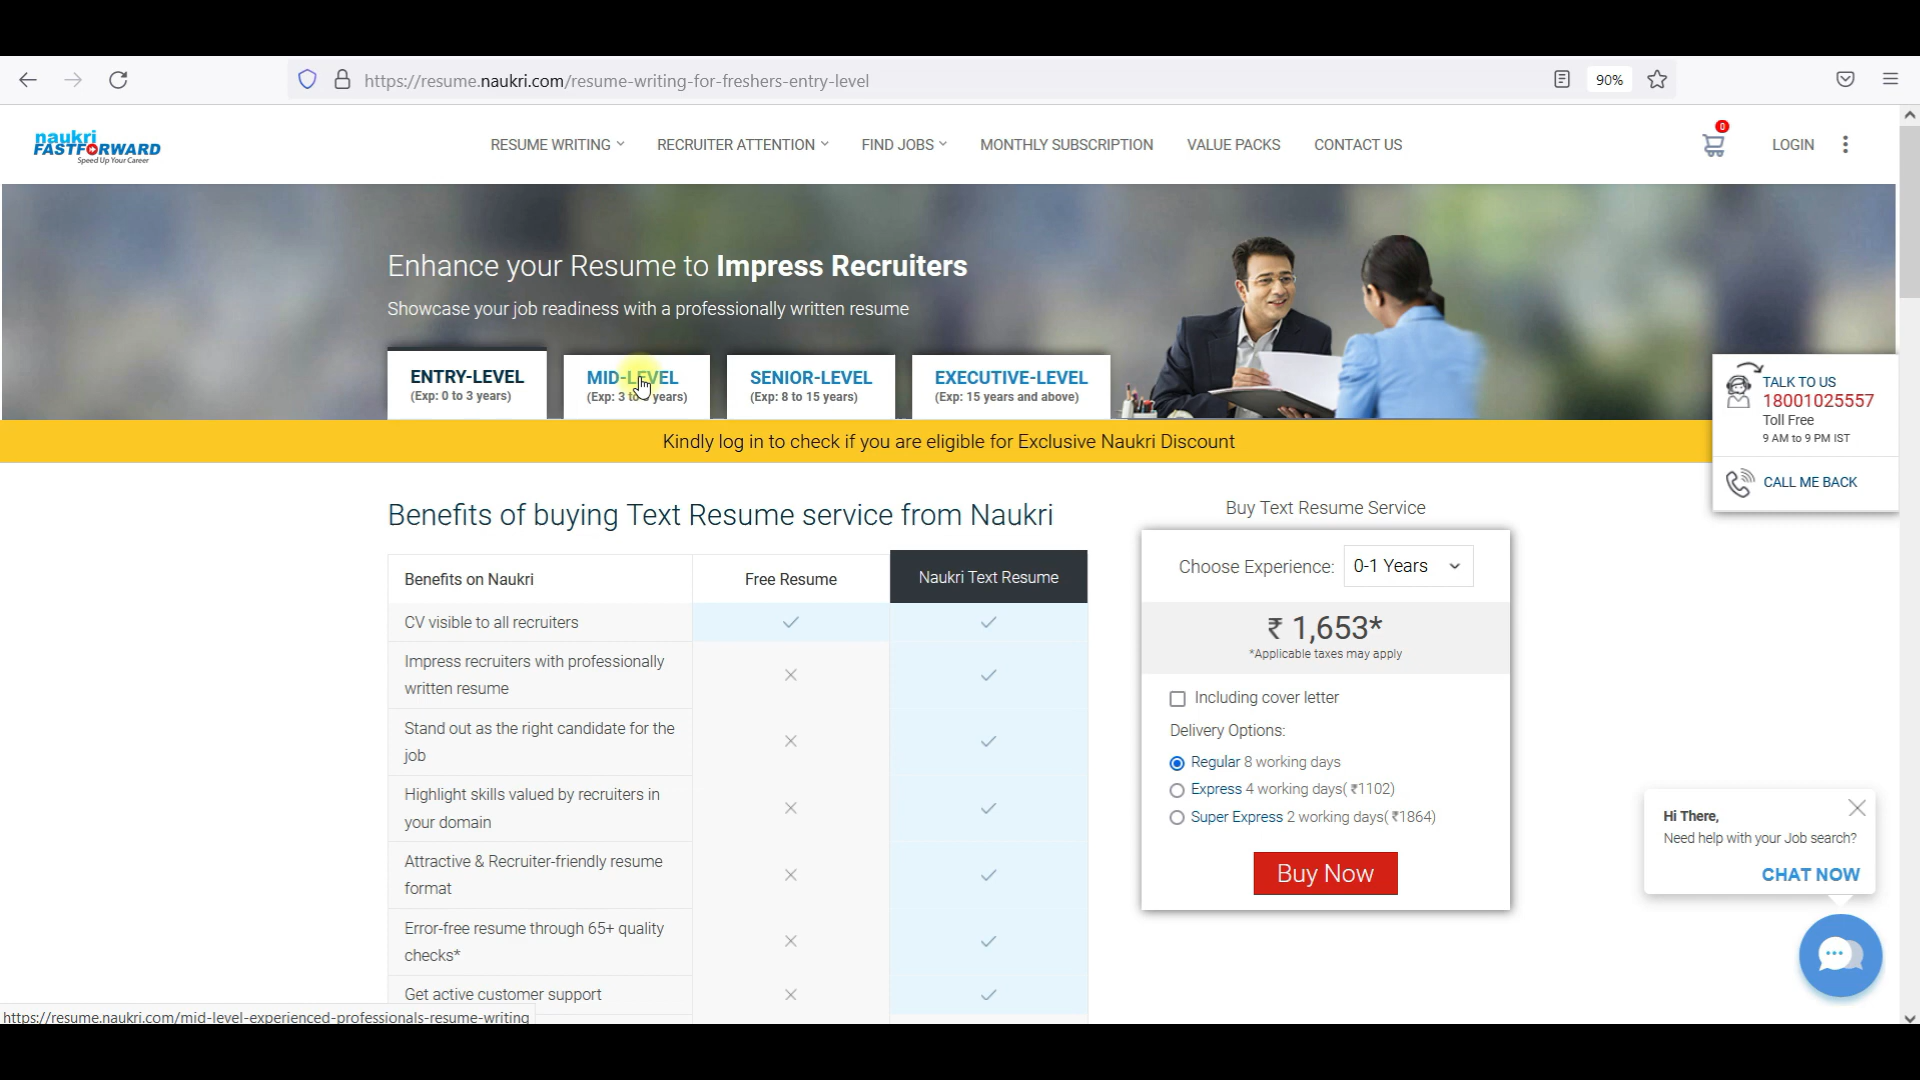 https://resume.naukri.com/resume-writing-for-freshers-entry-level
90%
naukri
FASTFORWARD
Speed Up Your Career
RESUME WRITING
RECRUITER ATTENTION
FIND JOBS
MONTHLY SUBSCRIPTION
VALUE PACKS
CONTACT US
0
LOGIN
Enhance your Resume to Impress Recruiters
Showcase your job readiness with a professionally written resume
ENTRY-LEVEL
(Exp: 0 to 3 years)
MID-LEVEL
(Exp: 3 to years)
SENIOR-LEVEL
(Exp: 8 to 15 years)
EXECUTIVE-LEVEL
(Exp: 15 years and above)
TALK TO US
18001025557
Toll Free
9 AM to 9 PM IST
CALL ME BACK
Kindly log in to check if you are eligible for Exclusive Naukri Discount
Benefits of buying Text Resume service from Naukri
Benefits on Naukri
Free Resume
Naukri Text Resume
CV visible to all recruiters
Impress recruiters with professionally
written resume
Stand out as the right candidate for the
job
Highlight skills valued by recruiters in
your domain
Attractive & Recruiter-friendly resume
format
Error-free resume through 65+ quality
checks*
Get active customer support
Buy Text Resume Service
Choose Experience: 0-1 Years
₹ 1,653*
*Applicable taxes may apply
Including cover letter
Delivery Options:
Regular 8 working days
Express 4 working days( ₹1102)
Super Express 2 working days( ₹1864)
Buy Now
Hi There,
Need help with your Job search?
CHAT NOW
https://resume.naukri.com/mid-level-experienced-professionals-resume-writing